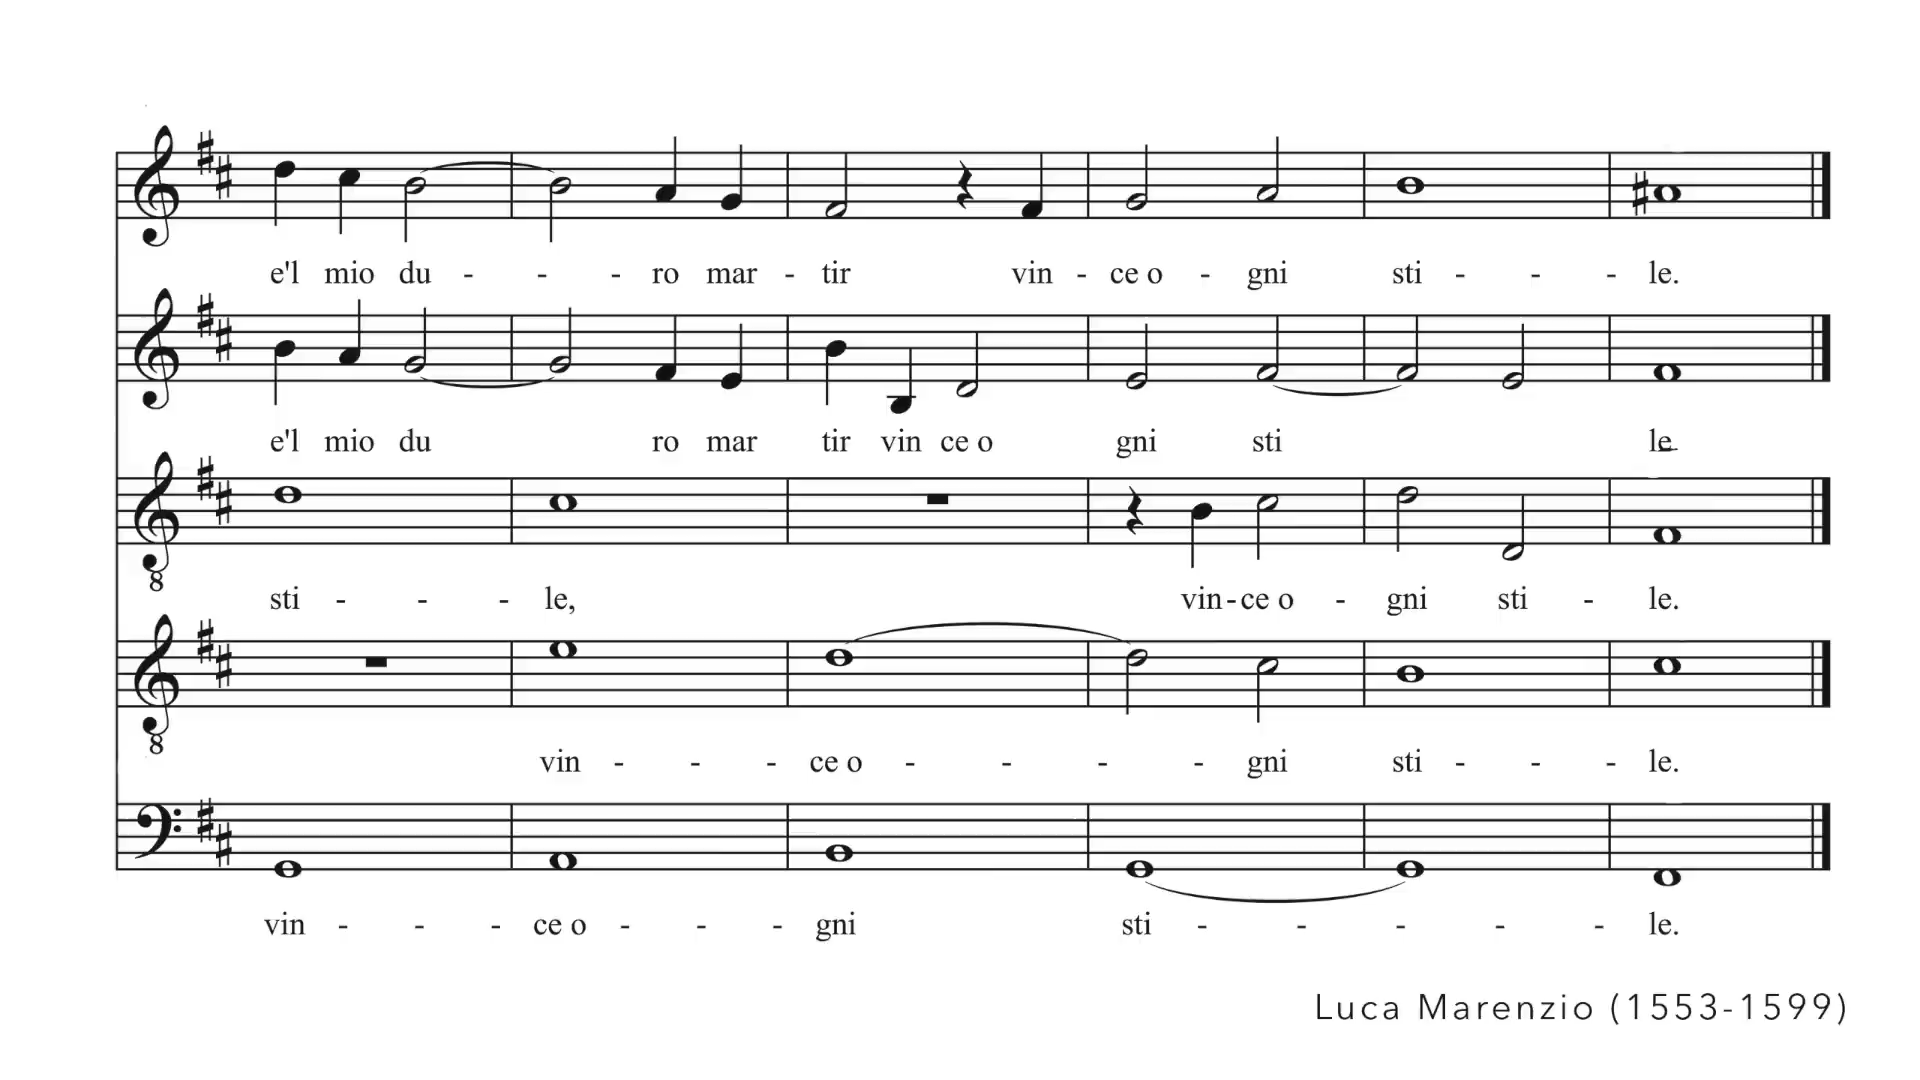 e'l mio du - - - ro mar - tir vin - ce o - gni sti - - - le.
e'l mio du ro mar tir vin ce o gni sti le
8
sti - - - le, vin - ce o - gni sti - le.
8
vin - - - ce o - - - - gni sti - - - le.
vin - - - ce o - - - gni sti - - - - - le.
Luca Marenzio (1553-1599)